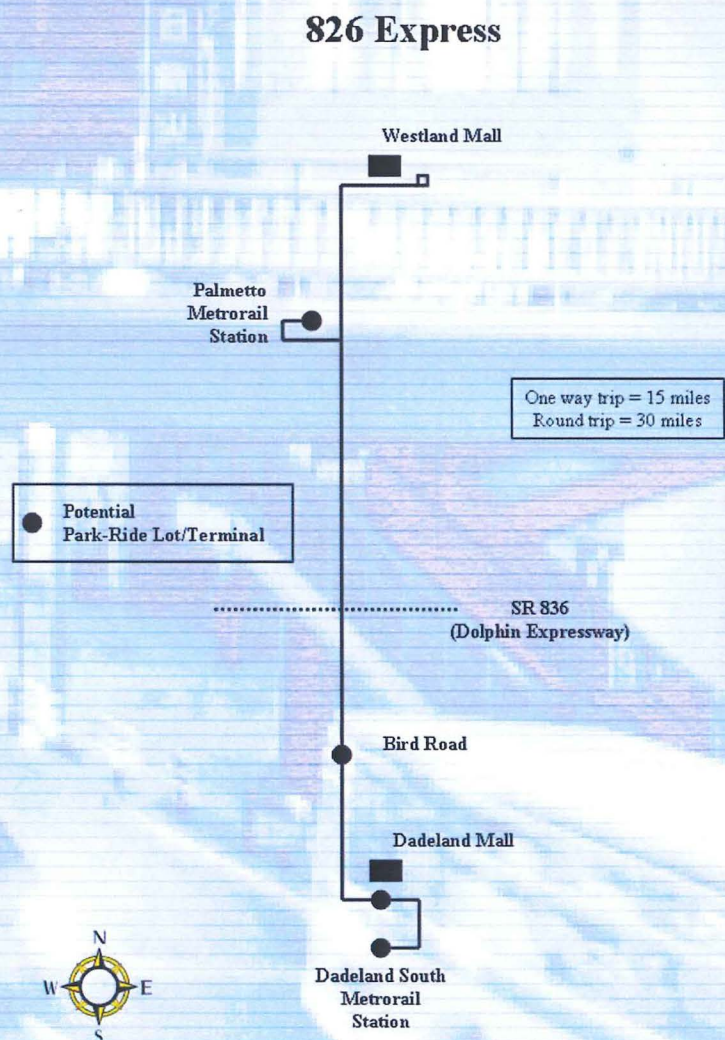 826 Express
Westland Mall
Palmetto
Metrorail
Station
One way trip = 15 miles
Round trip = 30 miles
Potential
Park-Ride Lot/Terminal
SR 836
(Dolphin Expressway)
Bird Road
Dadeland Mall
Dadeland South
Metrorail
Station
N
W E
S